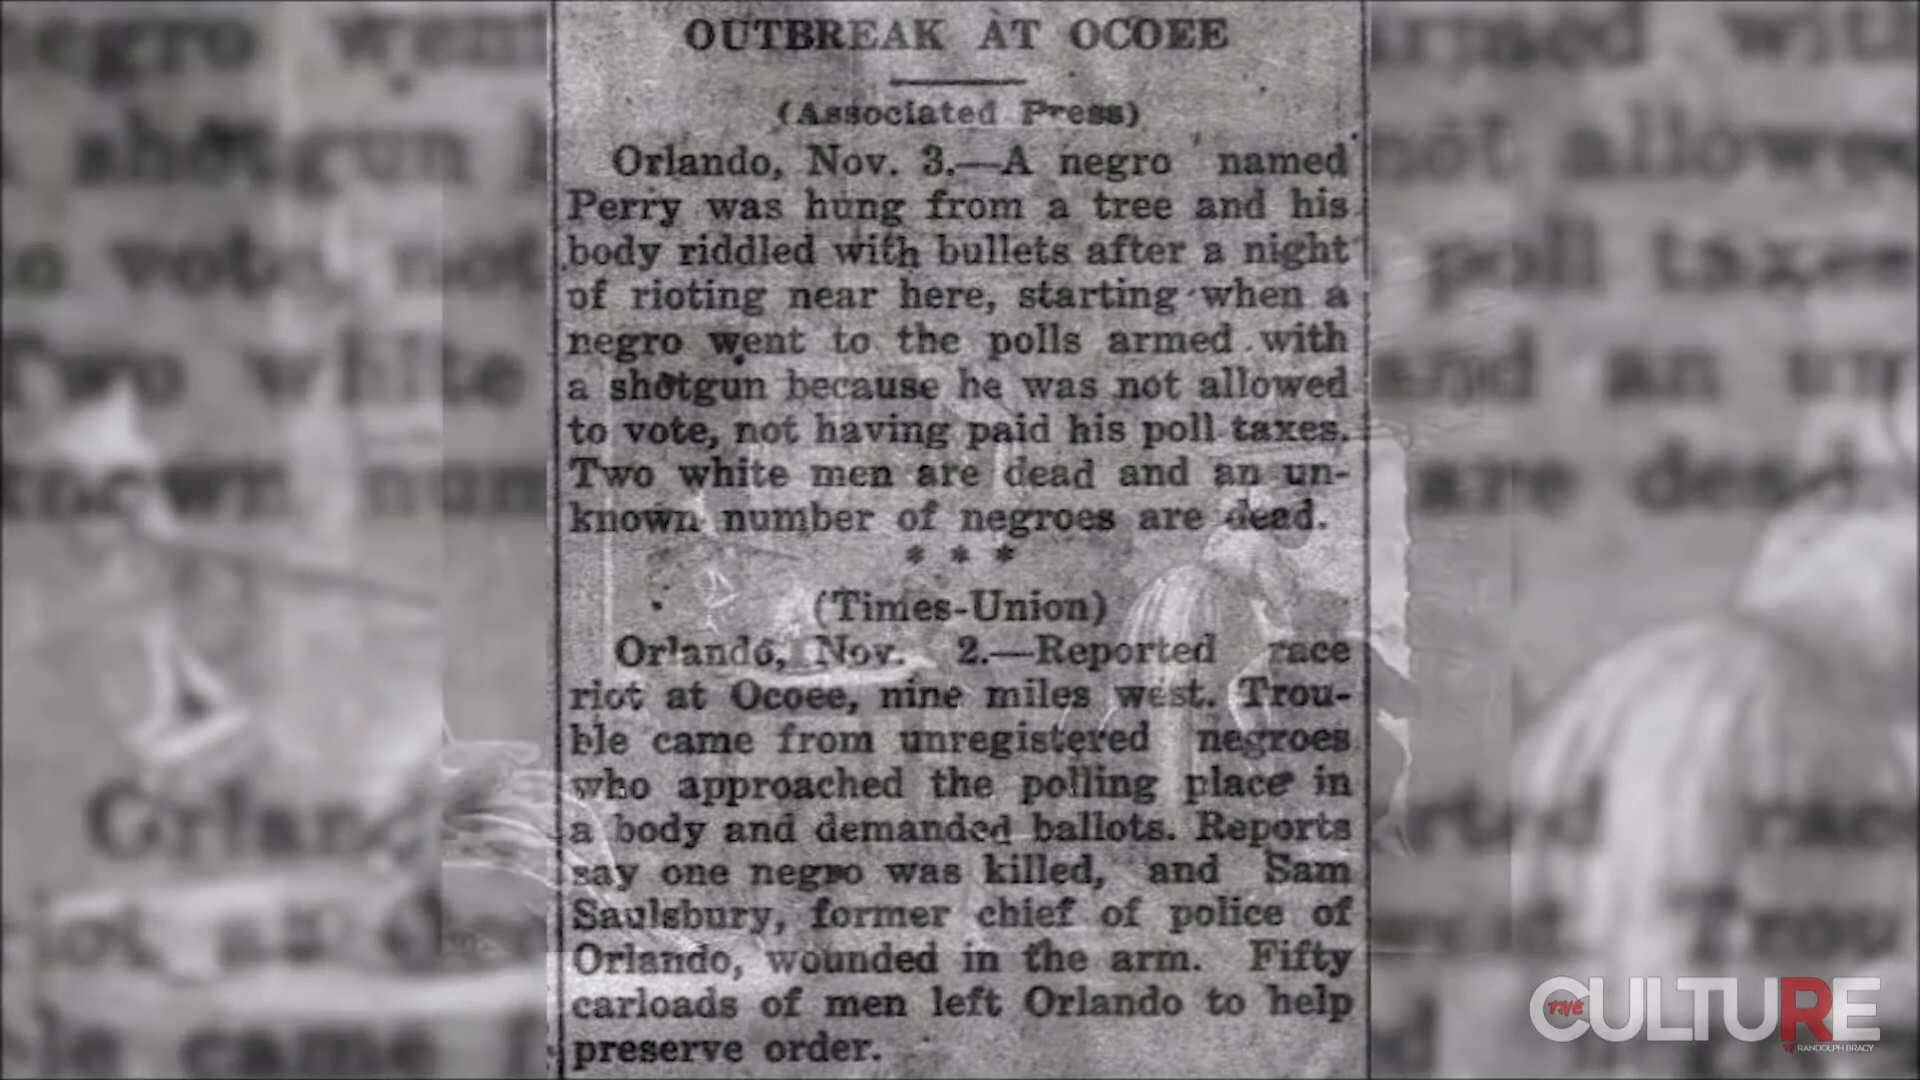 OUTBREAK AT OCOEE
(Associated Press)
Orlando, Nov. 3.—A negro named
Perry was hung from a tree and his
body riddled with bullets after a night
of rioting near here, starting when a
negro went to the polls armed with
a shotgun because he was not allowed
to vote, not having paid his poll taxes.
Two white men are dead and an un-
known number of negroes are dead.
* * *
(Times-Union)
Orlando, Nov. 2.—Reported race
riot at Ocoee, nine miles west. Trou-
ble came from unregistered negroes
who approached the polling place in
a body and demanded ballots. Reports
say one negro was killed, and Sam
Saulsbury, former chief of police of
Orlando, wounded in the arm. Fifty
carloads of men left Orlando to help
preserve order.
THE CULTURE
BY RANDOLPH BRACY